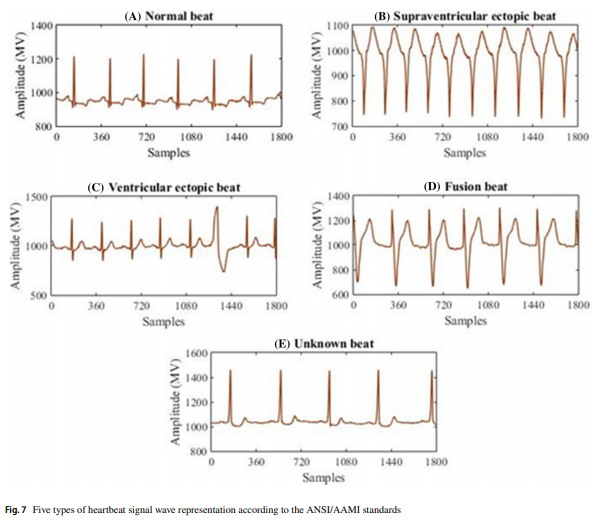 (A) Normal beat
1400
1200
1000
800
Amplitude (MV)
0 360 720 1080 1440 1800
Samples
(B) Supraventricular ectopic beat
1100
1000
900
800
700
Amplitude (MV)
0 360 720 1080 1440 1800
Samples
(C) Ventricular ectopic beat
1500
1000
500
Amplitude (MV)
0 360 720 1080 1440 1800
Samples
(D) Fusion beat
1400
1200
1000
800
600
Amplitude (MV)
0 360 720 1080 1440 1800
Samples
(E) Unknown beat
1600
1400
1200
1000
800
Amplitude (MV)
0 360 720 1080 1440 1800
Samples
Fig. 7 Five types of heartbeat signal wave representation according to the ANSI/AAMI standards